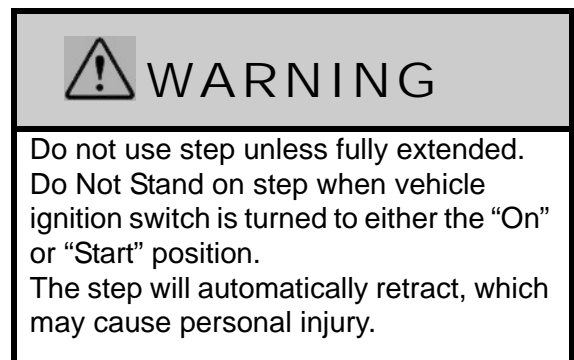 WARNING
Do not use step unless fully extended.
Do Not Stand on step when vehicle
ignition switch is turned to either the “On”
or “Start” position.
The step will automatically retract, which
may cause personal injury.